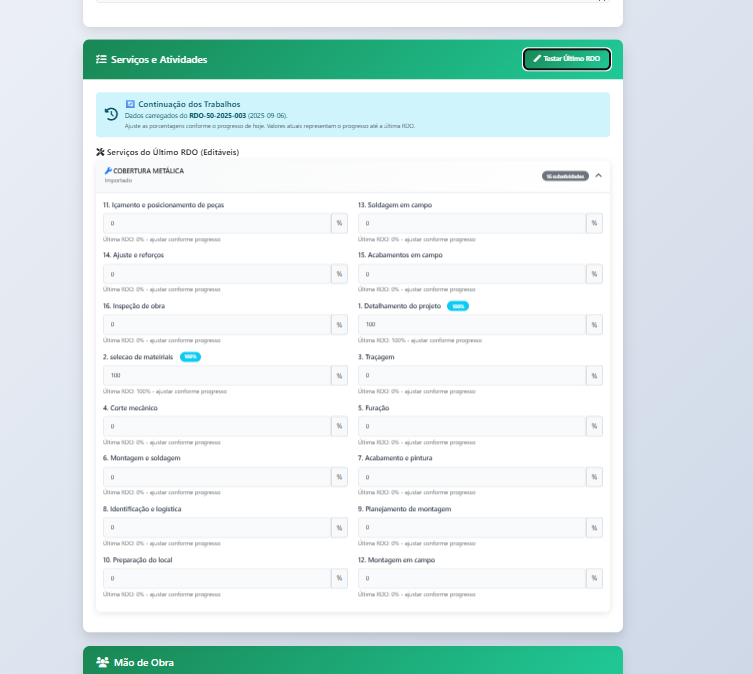 Serviços e Atividades
Testar Último RDO
Continuação dos Trabalhos
Dados carregados do RDO-50-2025-003 (2025-09-06).
Ajuste as porcentagens conforme o progresso de hoje. Valores atuais representam o progresso até a última RDO.
Serviços do Último RDO (Editáveis)
COBERTURA METÁLICA
Importado
16 subatividades
11. Içamento e posicionamento de peças
0 %
Última RDO: 0% - ajustar conforme progresso
13. Soldagem em campo
0 %
Última RDO: 0% - ajustar conforme progresso
14. Ajuste e reforços
0 %
Última RDO: 0% - ajustar conforme progresso
15. Acabamentos em campo
0 %
Última RDO: 0% - ajustar conforme progresso
16. Inspeção de obra
0 %
Última RDO: 0% - ajustar conforme progresso
1. Detalhamento do projeto 100%
100 %
Última RDO: 100% - ajustar conforme progresso
2. selecao de mateiriais 100%
100 %
Última RDO: 100% - ajustar conforme progresso
3. Traçagem
0 %
Última RDO: 0% - ajustar conforme progresso
4. Corte mecânico
0 %
Última RDO: 0% - ajustar conforme progresso
5. Furação
0 %
Última RDO: 0% - ajustar conforme progresso
6. Montagem e soldagem
0 %
Última RDO: 0% - ajustar conforme progresso
7. Acabamento e pintura
0 %
Última RDO: 0% - ajustar conforme progresso
8. Identificação e logística
0 %
Última RDO: 0% - ajustar conforme progresso
9. Planejamento de montagem
0 %
Última RDO: 0% - ajustar conforme progresso
10. Preparação do local
0 %
Última RDO: 0% - ajustar conforme progresso
12. Montagem em campo
0 %
Última RDO: 0% - ajustar conforme progresso
Mão de Obra